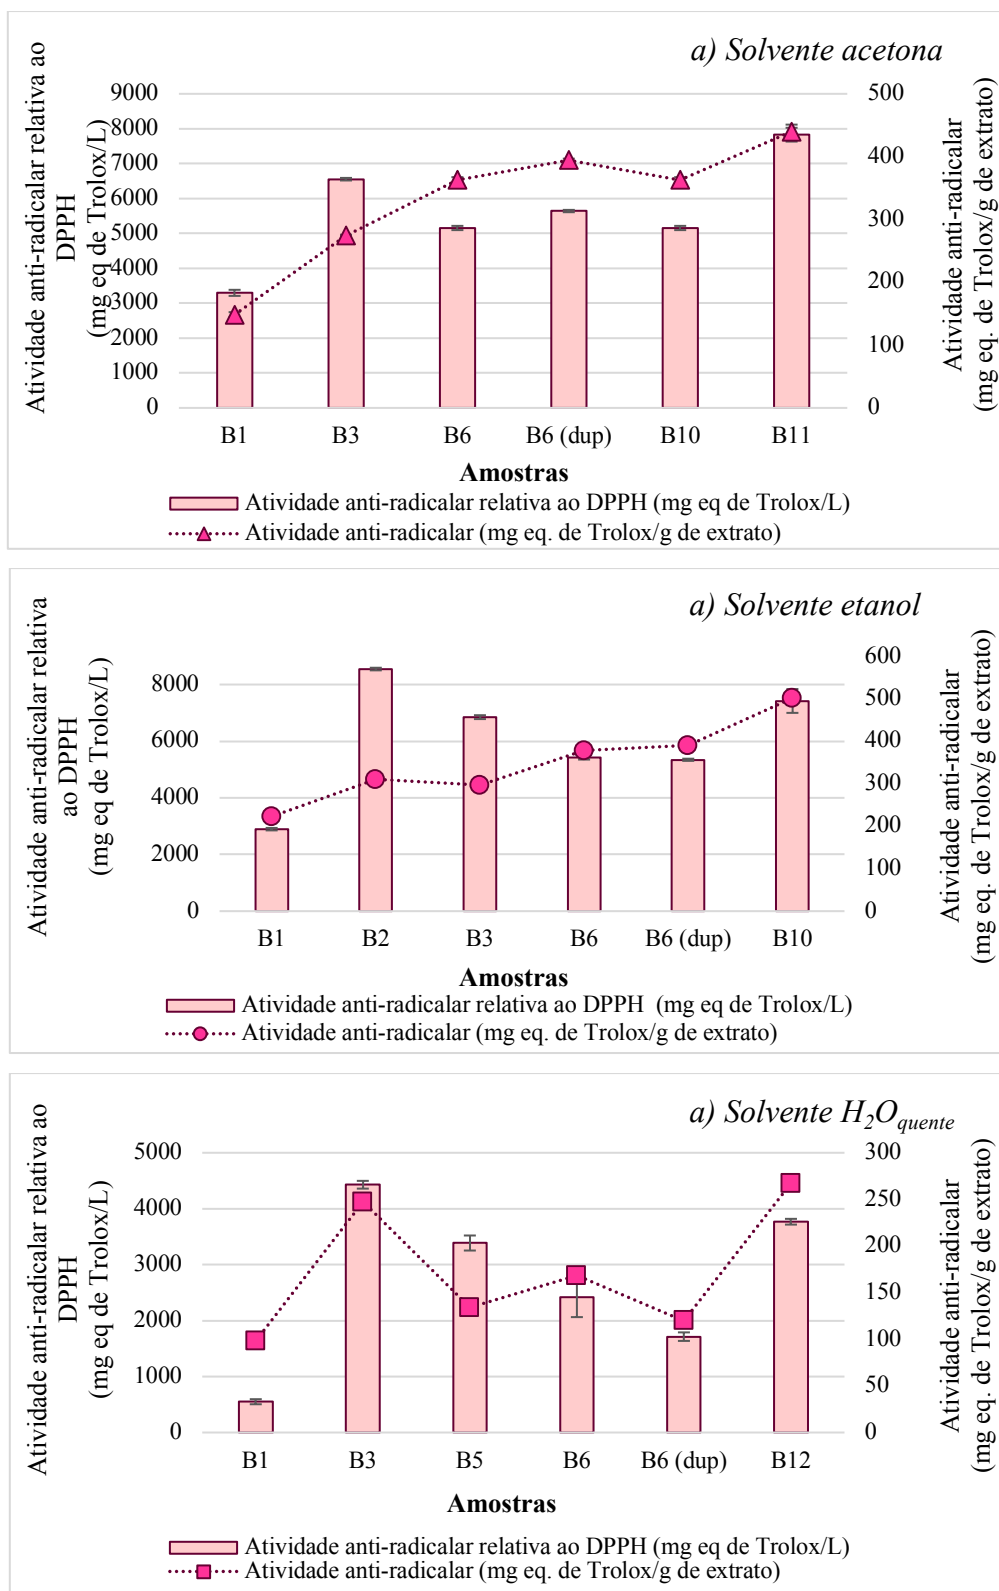 a) Solvente acetona
Atividade anti-radicalar relativa ao
DPPH
(mg eq de Trolox/L)
9000
8000
7000
6000
5000
4000
3000
2000
1000
0
500
400
300
200
100
0
Atividade anti-radicalar
(mg eq. de Trolox/g de extrato)
B1 B3 B6 B6 (dup) B10 B11
Amostras
Atividade anti-radicalar relativa ao DPPH (mg eq de Trolox/L)
Atividade anti-radicalar (mg eq. de Trolox/g de extrato)
a) Solvente etanol
Atividade anti-radicalar relativa
ao DPPH
(mg eq de Trolox/L)
8000
6000
4000
2000
0
600
500
400
300
200
100
0
Atividade anti-radicalar
(mg eq. de Trolox/g de extrato)
B1 B2 B3 B6 B6 (dup) B10
Amostras
Atividade anti-radicalar relativa ao DPPH (mg eq de Trolox/L)
Atividade anti-radicalar (mg eq. de Trolox/g de extrato)
a) Solvente H₂O quente
Atividade anti-radicalar relativa ao
DPPH
(mg eq de Trolox/L)
5000
4000
3000
2000
1000
0
300
250
200
150
100
50
0
Atividade anti-radicalar
(mg eq. de Trolox/g de extrato)
B1 B3 B5 B6 B6 (dup) B12
Amostras
Atividade anti-radicalar relativa ao DPPH (mg eq de Trolox/L)
Atividade anti-radicalar (mg eq. de Trolox/g de extrato)